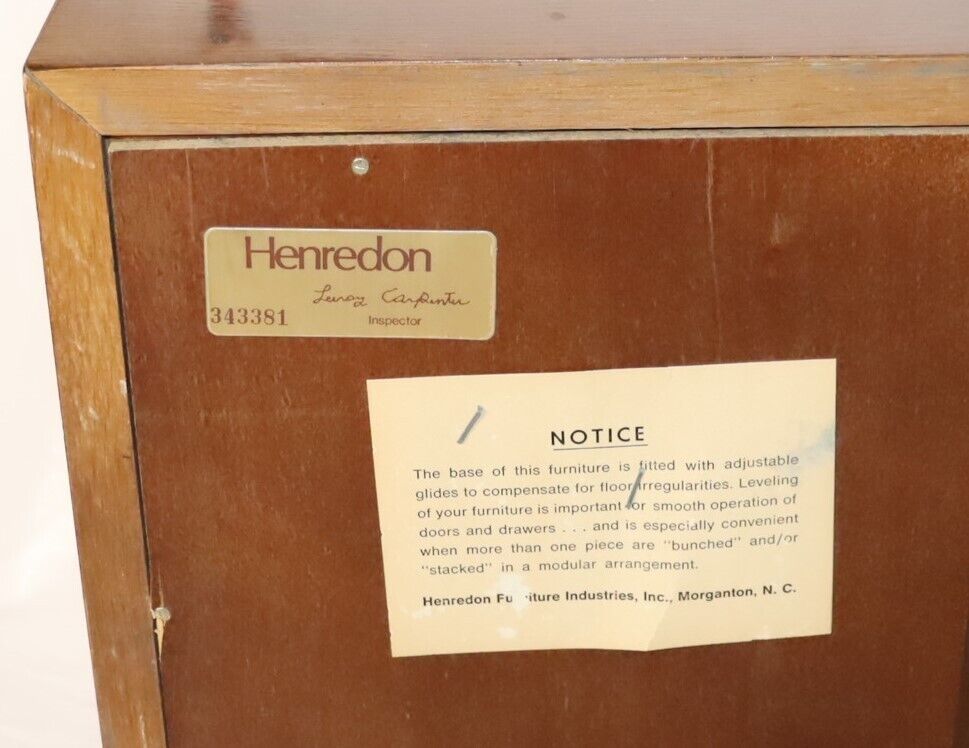 Henredon
Leroy Carpenter
343381
Inspector
NOTICE
The base of this furniture is fitted with adjustable
glides to compensate for floor irregularities. Leveling
of your furniture is important for smooth operation of
doors and drawers . . . and is especially convenient
when more than one piece are "bunched" and/or
"stacked" in a modular arrangement.
Henredon Furniture Industries, Inc., Morganton, N. C.